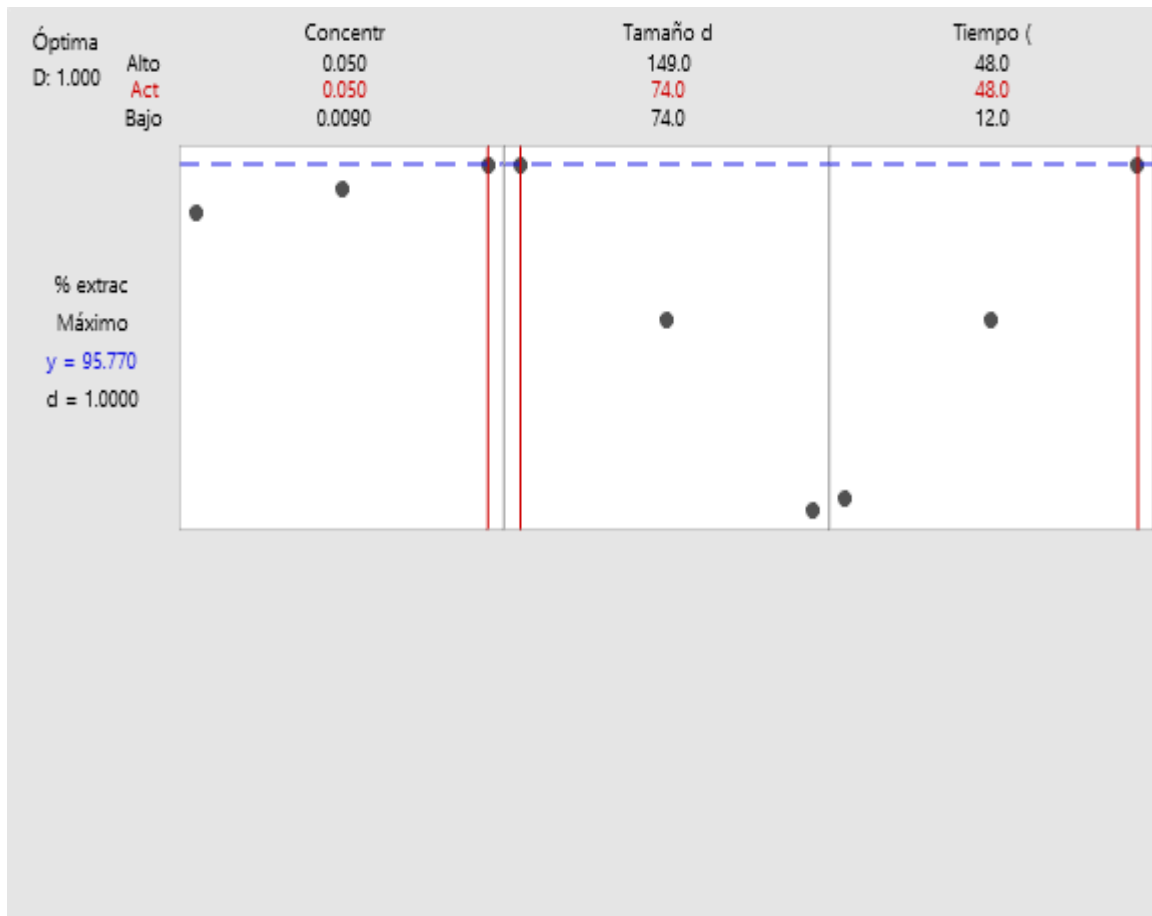 Óptima
D: 1.000
Concentr Tamaño d Tiempo (
Alto 0.050 149.0 48.0
Act 0.050 74.0 48.0
Bajo 0.0090 74.0 12.0
% extrac
Máximo
y = 95.770
d = 1.0000